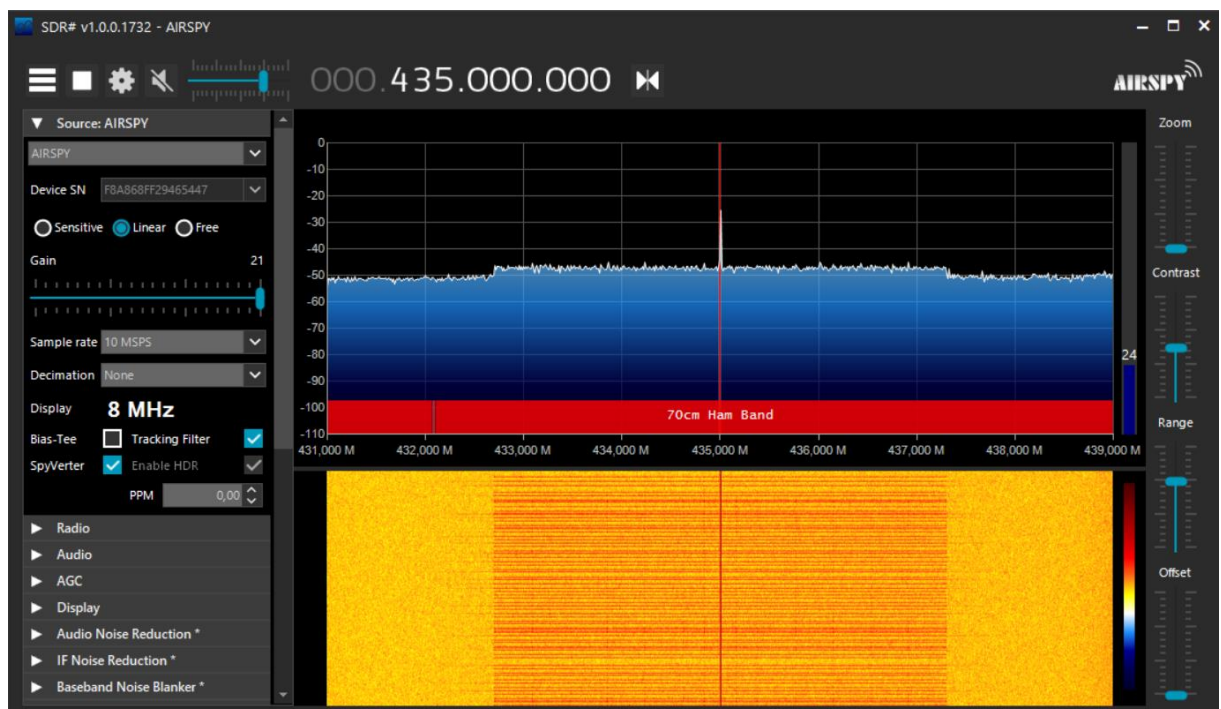 SDR# v1.0.0.1732 - AIRSPY
000.435.000.000
AIRSPY
Source: AIRSPY
AIRSPY
Device SN F8A868FF29465447
Sensitive Linear Free
Gain 21
Sample rate 10 MSPS
Decimation None
Display 8 MHz
Bias-Tee Tracking Filter
SpyVerter Enable HDR
PPM 0,00
Radio
Audio
AGC
Display
Audio Noise Reduction *
IF Noise Reduction *
Baseband Noise Blanker *
0
-10
-20
-30
-40
-50
-60
-70
-80
-90
-100
-110
70cm Ham Band
431,000 M 432,000 M 433,000 M 434,000 M 435,000 M 436,000 M 437,000 M 438,000 M 439,000 M
24
Zoom
Contrast
Range
Offset